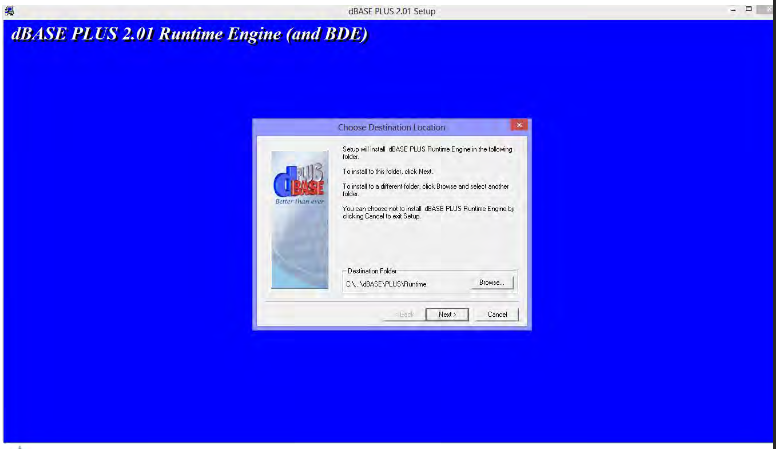 dBASE PLUS 2.01 Setup
dBASE PLUS 2.01 Runtime Engine (and BDE)
Choose Destination Location
Setup will install dBASE PLUS Runtime Engine in the following
folder.
To install to this folder, click Next.
To install to a different folder, click Browse and select another
folder.
You can choose not to install dBASE PLUS Runtime Engine by
clicking Cancel to exit Setup.
PLUS
dBASE
Better than ever
Destination Folder
C:\...\dBASE\PLUS\Runtime
Browse...
Next >
Cancel